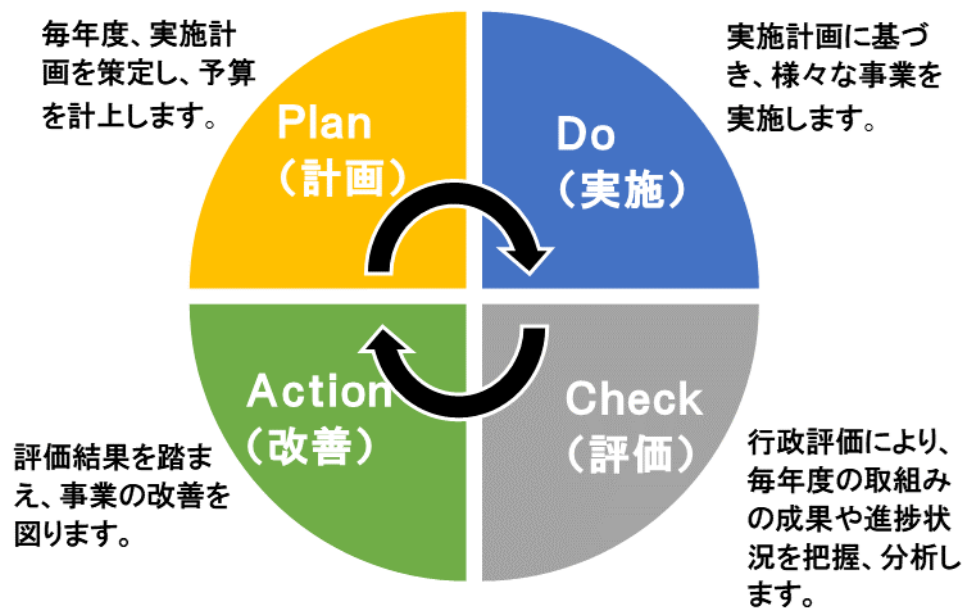 毎年度、実施計
画を策定し、予算
を計上します。
Plan
（計画）
Do
（実施）
実施計画に基づ
き、様々な事業を
実施します。
Action
（改善）
評価結果を踏ま
え、事業の改善を
図ります。
Check
（評価）
行政評価により、
毎年度の取組み
の成果や進捗状
況を把握、分析し
ます。